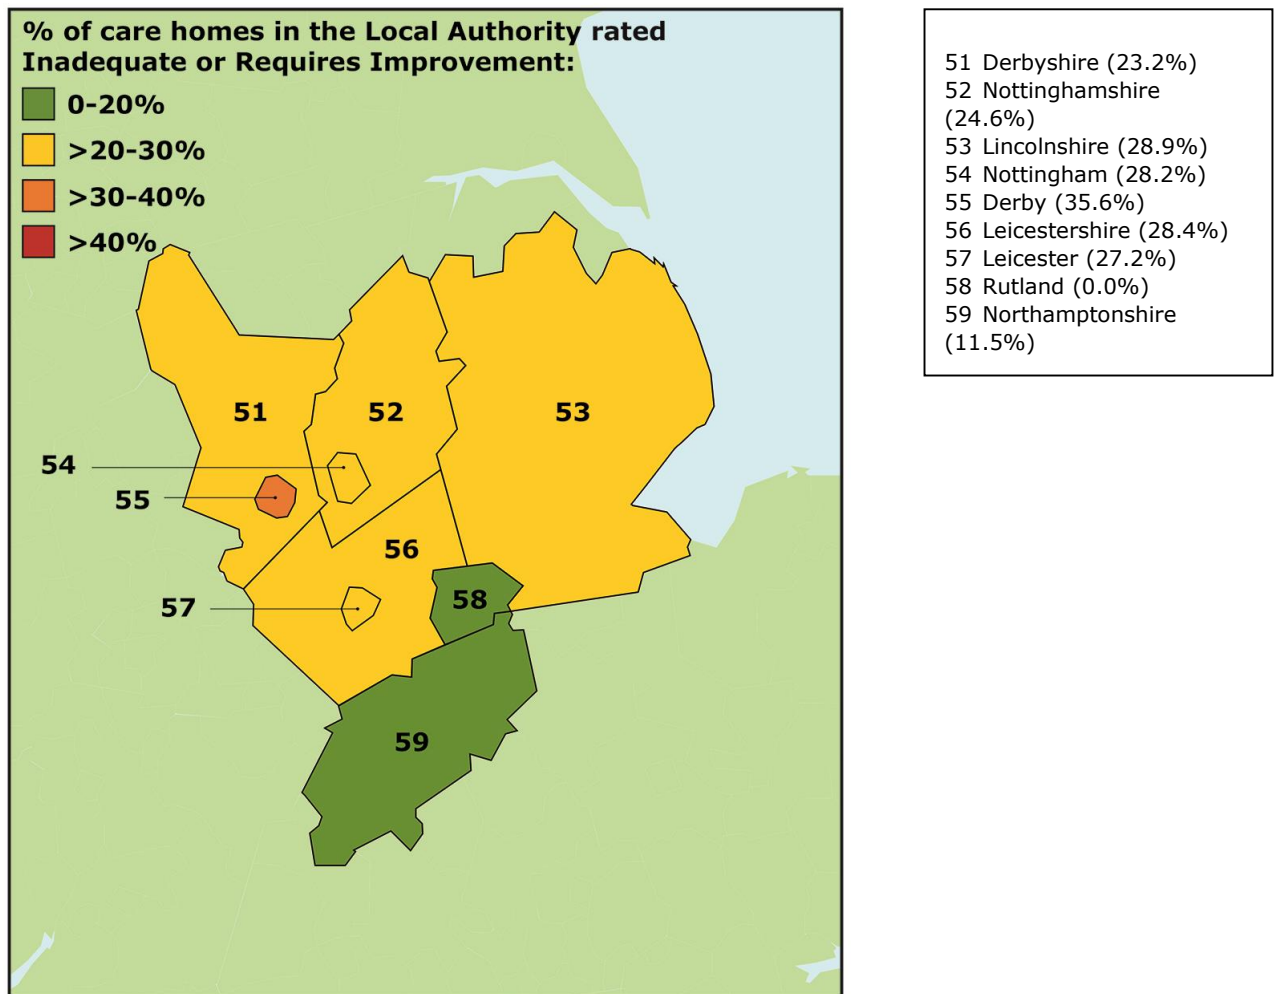 % of care homes in the Local Authority rated
Inadequate or Requires Improvement:
0-20%
>20-30%
>30-40%
>40%
51
52
53
54
55
56
57
58
59
51 Derbyshire (23.2%)
52 Nottinghamshire
(24.6%)
53 Lincolnshire (28.9%)
54 Nottingham (28.2%)
55 Derby (35.6%)
56 Leicestershire (28.4%)
57 Leicester (27.2%)
58 Rutland (0.0%)
59 Northamptonshire
(11.5%)